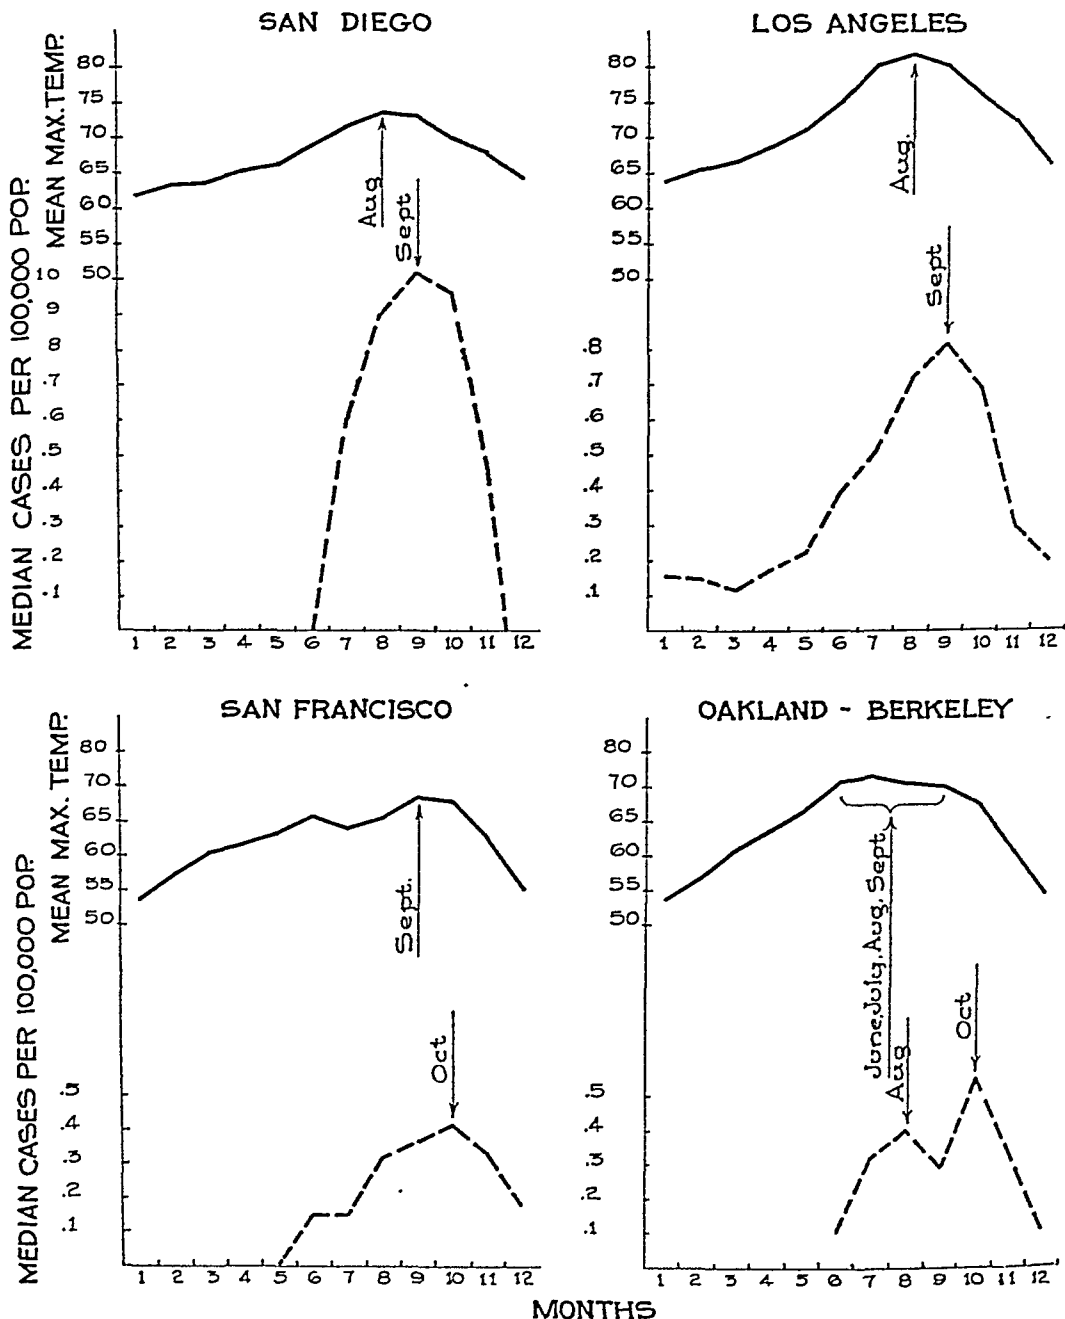 SAN DIEGO
MEAN MAX. TEMP.
MEDIAN CASES PER 100,000 POP.
80
75
70
65
60
55
50
10
9
8
.7
.6
.5
.4
.3
.2
.1
Aug
Sept
1 2 3 4 5 6 7 8 9 10 11 12
LOS ANGELES
80
75
70
65
60
55
50
.8
.7
.6
.5
.4
.3
.2
.1
Aug.
Sept
1 2 3 4 5 6 7 8 9 10 11 12
SAN FRANCISCO
MEAN MAX. TEMP.
MEDIAN CASES PER 100,000 POP.
80
70
65
60
55
50
.5
.4
.3
.2
.1
Sept.
Oct
1 2 3 4 5 6 7 8 9 10 11 12
OAKLAND - BERKELEY
80
70
65
60
55
50
.5
.4
.3
.2
.1
June, July, Aug, Sept
Aug
Oct
1 2 3 4 5 6 7 8 9 10 11 12
MONTHS